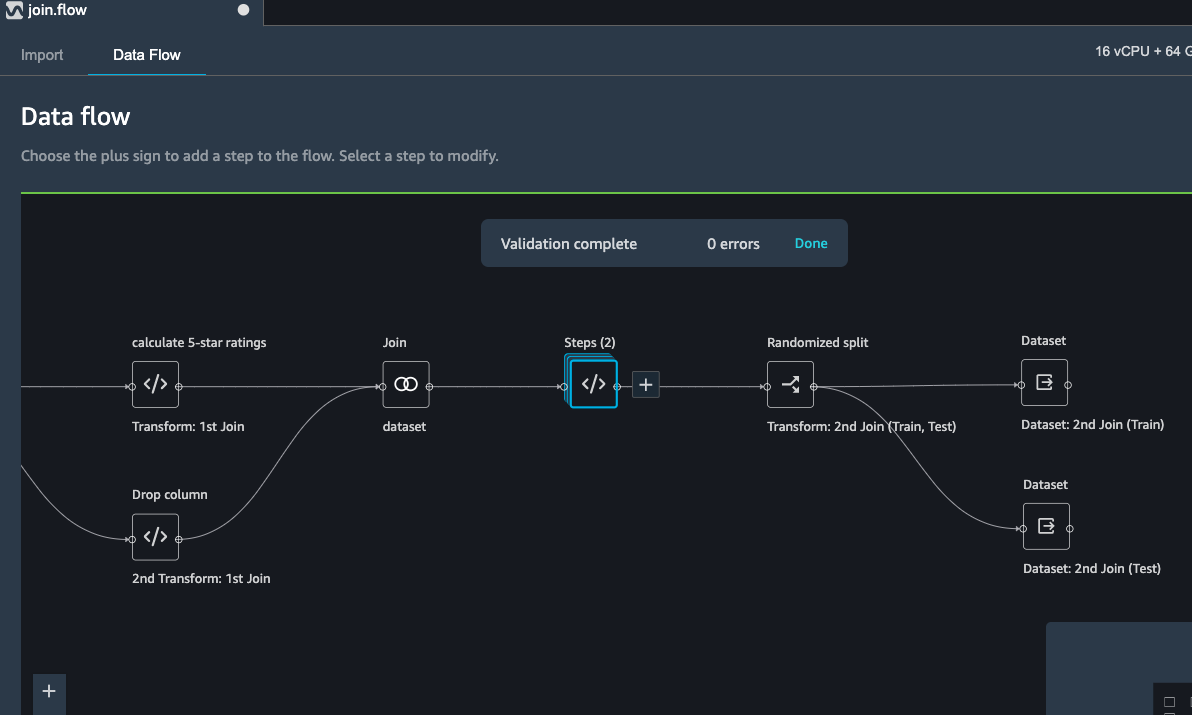 join.flow
Import
Data Flow
16 vCPU + 64 G
Data flow
Choose the plus sign to add a step to the flow. Select a step to modify.
Validation complete
0 errors
Done
calculate 5-star ratings
Join
Steps (2)
Randomized split
Dataset
Transform: 1st Join
dataset
Transform: 2nd Join (Train, Test)
Dataset: 2nd Join (Train)
Drop column
Dataset
2nd Transform: 1st Join
Dataset: 2nd Join (Test)